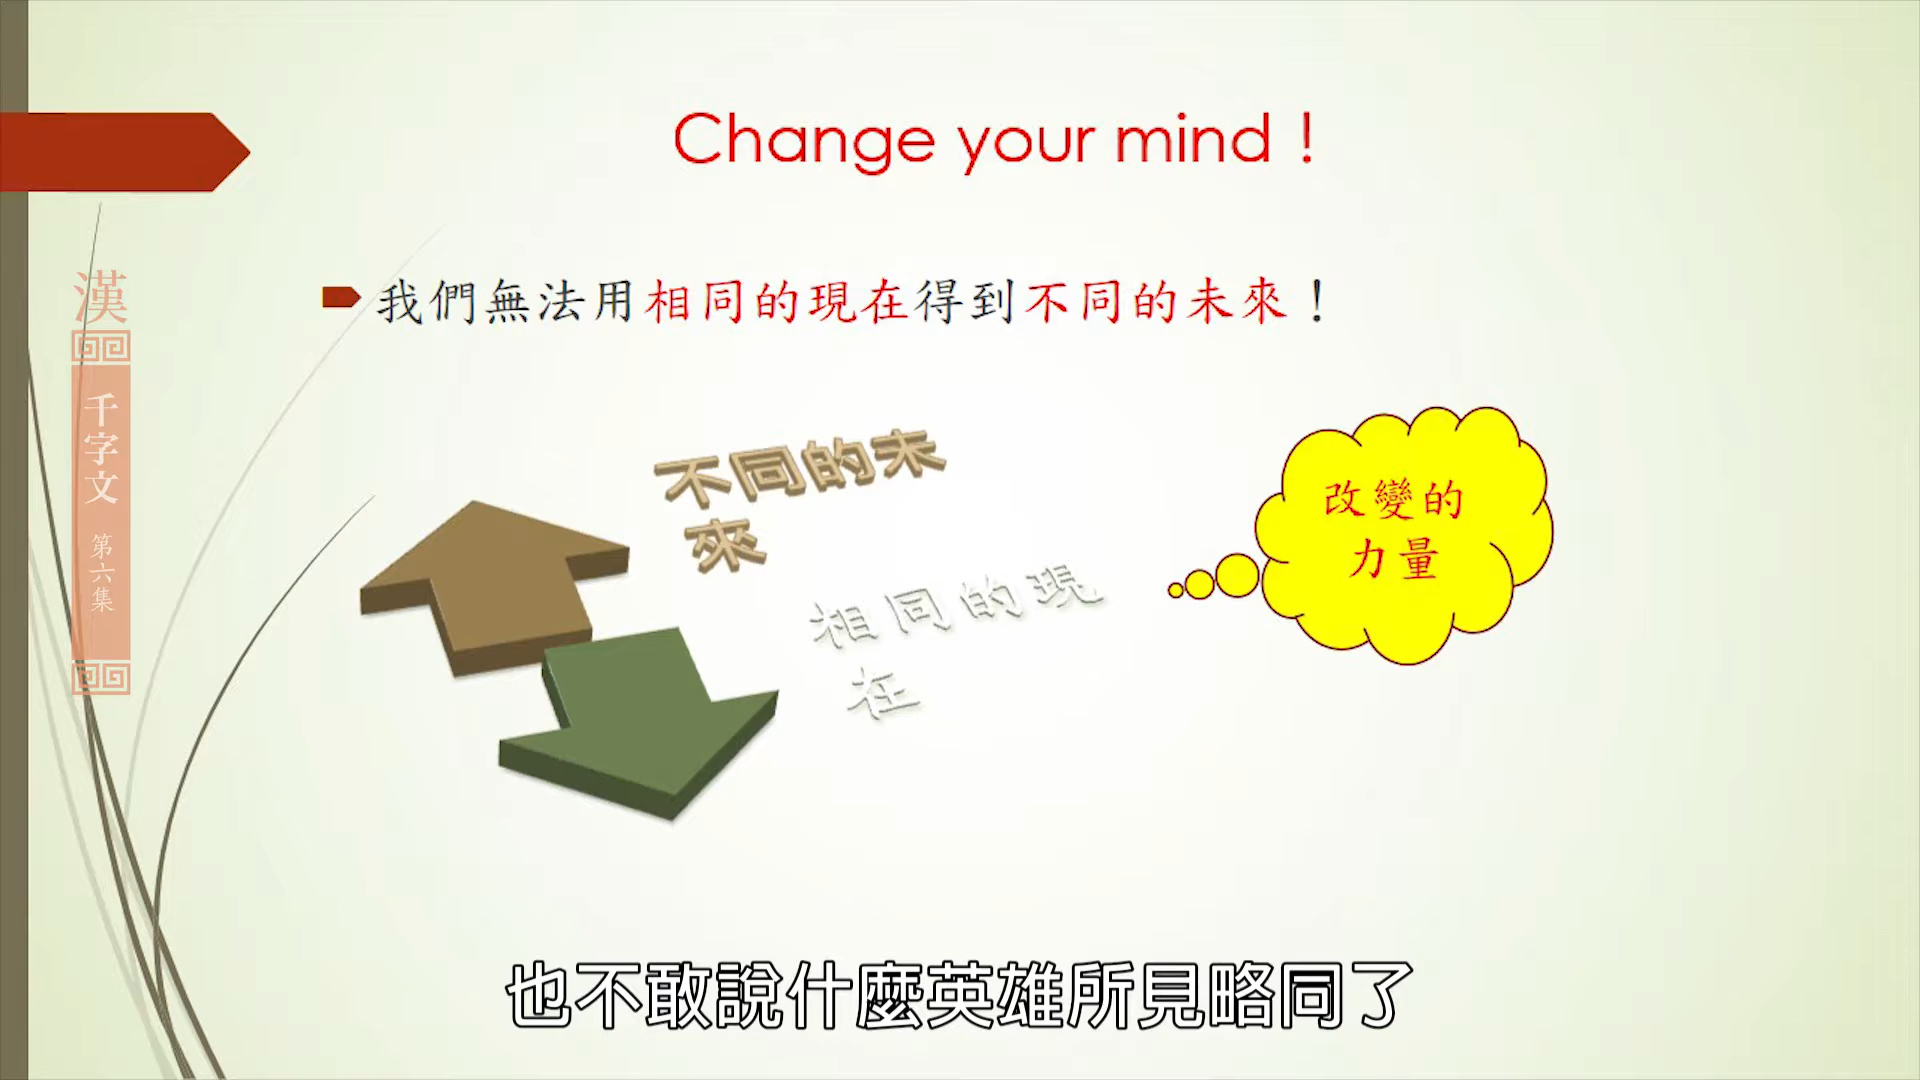 Change your mind！
我們無法用相同的現在得到不同的未來！
漢
千字文
第六集
不同的未
來
相同的現
在
改變的
力量
也不敢說什麼英雄所見略同了